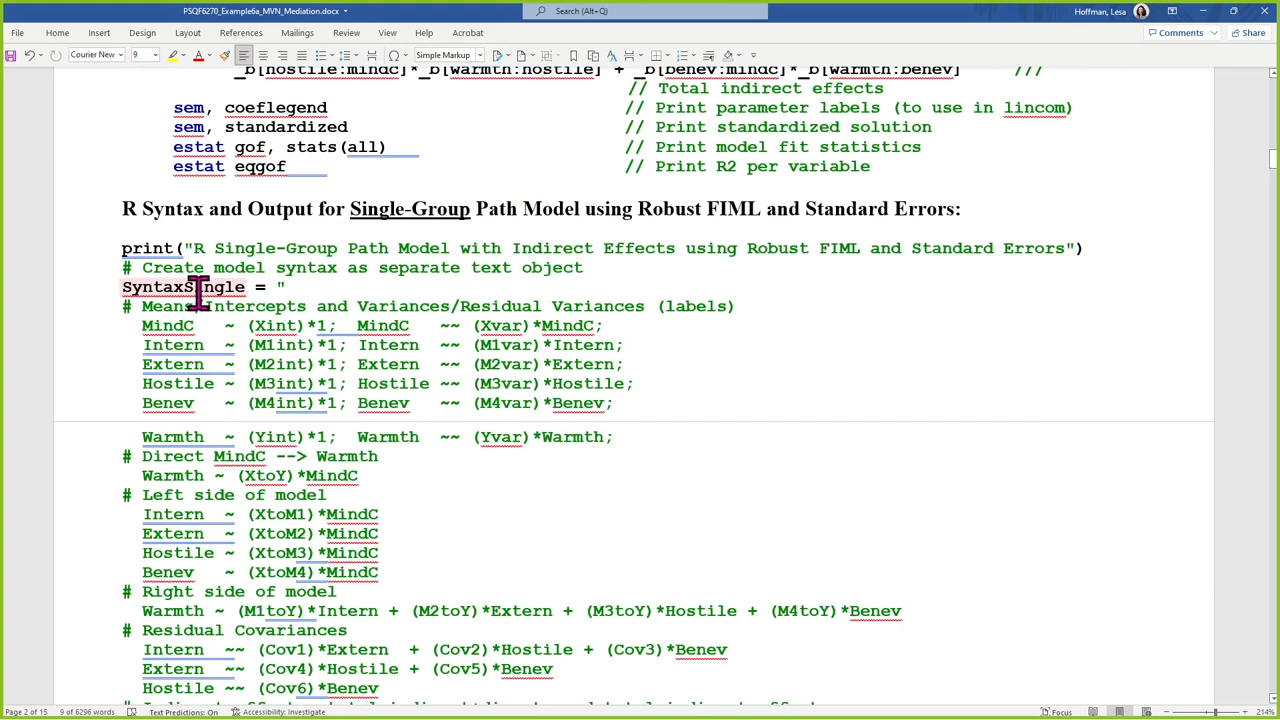 PSQF6270_Example6a_MVN_Mediation.docx
Search (Alt+Q)
Hoffman, Lesa
File Home Insert Design Layout References Mailings Review View Help Acrobat
Comments Share
Courier New 9 Simple Markup
_b[hostile:mindc]*_b[warmth:hostile] + _b[benev:mindc]*_b[warmth:benev] ///
// Total indirect effects
sem, coeflegend // Print parameter labels (to use in lincom)
sem, standardized // Print standardized solution
estat gof, stats(all) // Print model fit statistics
estat eqgof // Print R2 per variable
R Syntax and Output for Single-Group Path Model using Robust FIML and Standard Errors:
print("R Single-Group Path Model with Indirect Effects using Robust FIML and Standard Errors")
# Create model syntax as separate text object
SyntaxSingle = "
# Means/Intercepts and Variances/Residual Variances (labels)
MindC ~ (Xint)*1; MindC ~~ (Xvar)*MindC;
Intern ~ (M1int)*1; Intern ~~ (M1var)*Intern;
Extern ~ (M2int)*1; Extern ~~ (M2var)*Extern;
Hostile ~ (M3int)*1; Hostile ~~ (M3var)*Hostile;
Benev ~ (M4int)*1; Benev ~~ (M4var)*Benev;
Warmth ~ (Yint)*1; Warmth ~~ (Yvar)*Warmth;
# Direct MindC --> Warmth
Warmth ~ (XtoY)*MindC
# Left side of model
Intern ~ (XtoM1)*MindC
Extern ~ (XtoM2)*MindC
Hostile ~ (XtoM3)*MindC
Benev ~ (XtoM4)*MindC
# Right side of model
Warmth ~ (M1toY)*Intern + (M2toY)*Extern + (M3toY)*Hostile + (M4toY)*Benev
# Residual Covariances
Intern ~~ (Cov1)*Extern + (Cov2)*Hostile + (Cov3)*Benev
Extern ~~ (Cov4)*Hostile + (Cov5)*Benev
Hostile ~~ (Cov6)*Benev
Page 2 of 15 9 of 6296 words Text Predictions: On Accessibility: Investigate Focus 214%